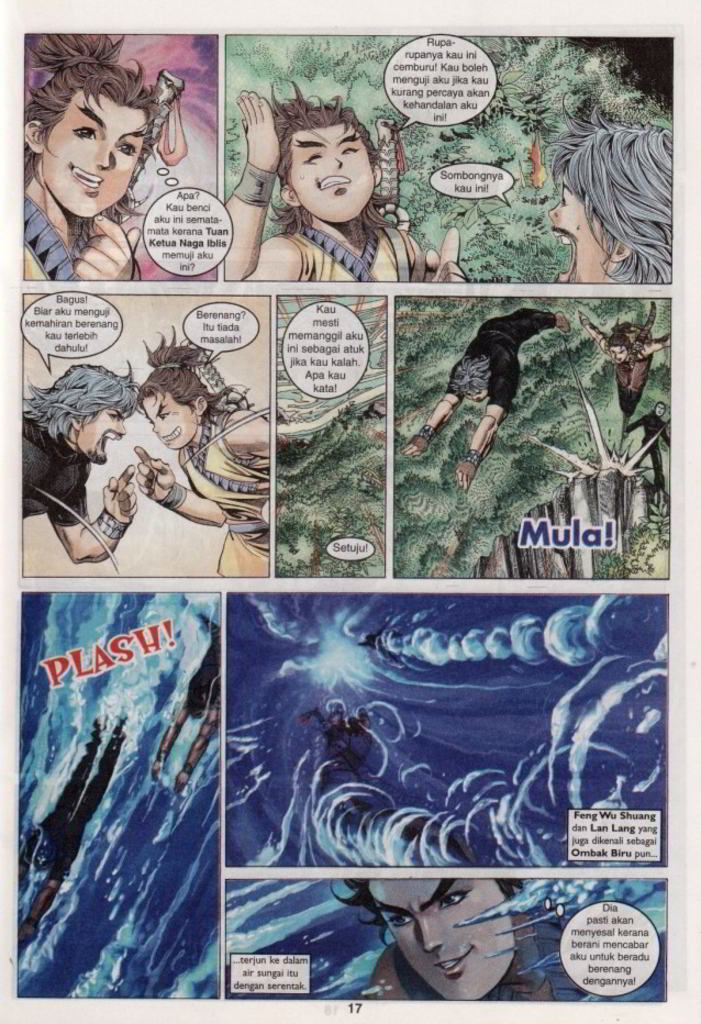 Apa?
Kau benci
aku ini semata-
mata kerana Tuan
Ketua Naga Iblis
memuji aku
ini?
Rupa-
rupanya kau ini
cemburu! Kau boleh
menguji aku jika kau
kurang percaya akan
kehandalan aku
ini!
Sombongnya
kau ini!
Bagus!
Biar aku menguji
kemahiran berenang
kau terlebih
dahulu!
Berenang?
Itu tiada
masalah!
Kau
mesti
memanggil aku
ini sebagai atuk
jika kau kalah.
Apa kau
kata!
Setuju!
Mula!
PLASH!
Feng Wu Shuang
dan Lan Lang yang
juga dikenali sebagai
Ombak Biru pun...
...terjun ke dalam
air sungai itu
dengan serentak.
Dia
pasti akan
menyesal kerana
berani mencabar
aku untuk beradu
berenang
dengannya!
17